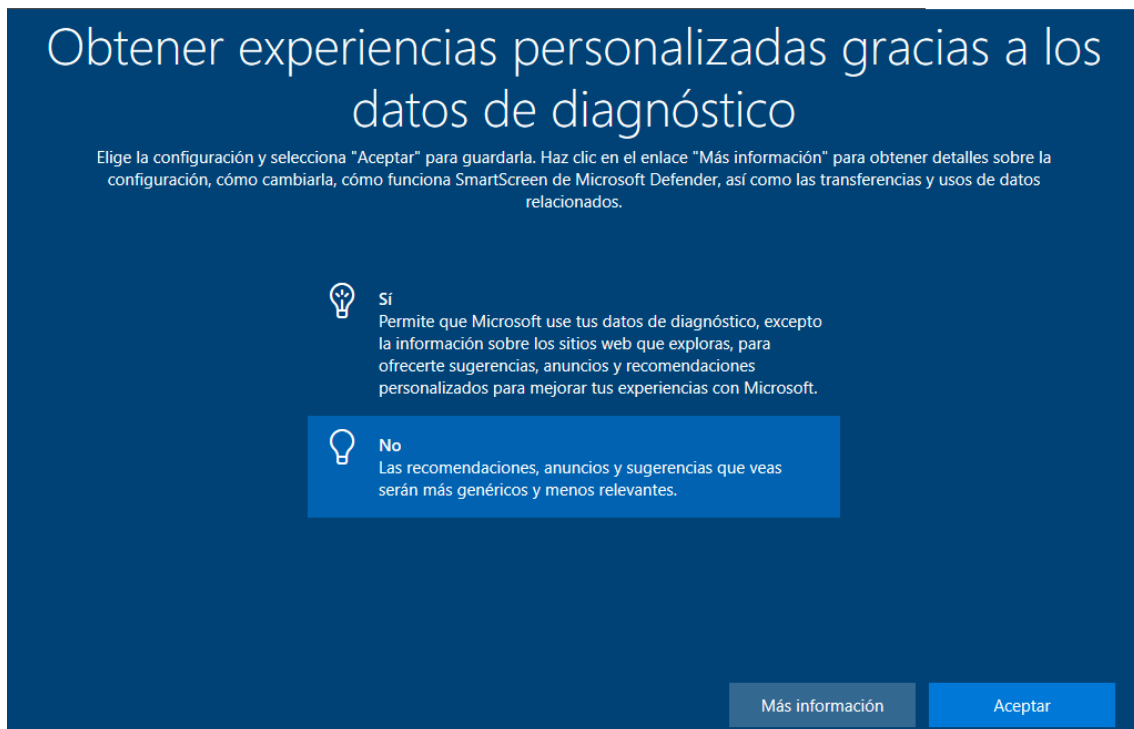 Obtener experiencias personalizadas gracias a los
datos de diagnóstico
Elige la configuración y selecciona "Aceptar" para guardarla. Haz clic en el enlace "Más información" para obtener detalles sobre la
configuración, cómo cambiarla, cómo funciona SmartScreen de Microsoft Defender, así como las transferencias y usos de datos
relacionados.
Sí
Permite que Microsoft use tus datos de diagnóstico, excepto
la información sobre los sitios web que exploras, para
ofrecerte sugerencias, anuncios y recomendaciones
personalizados para mejorar tus experiencias con Microsoft.
No
Las recomendaciones, anuncios y sugerencias que veas
serán más genéricos y menos relevantes.
Más información
Aceptar